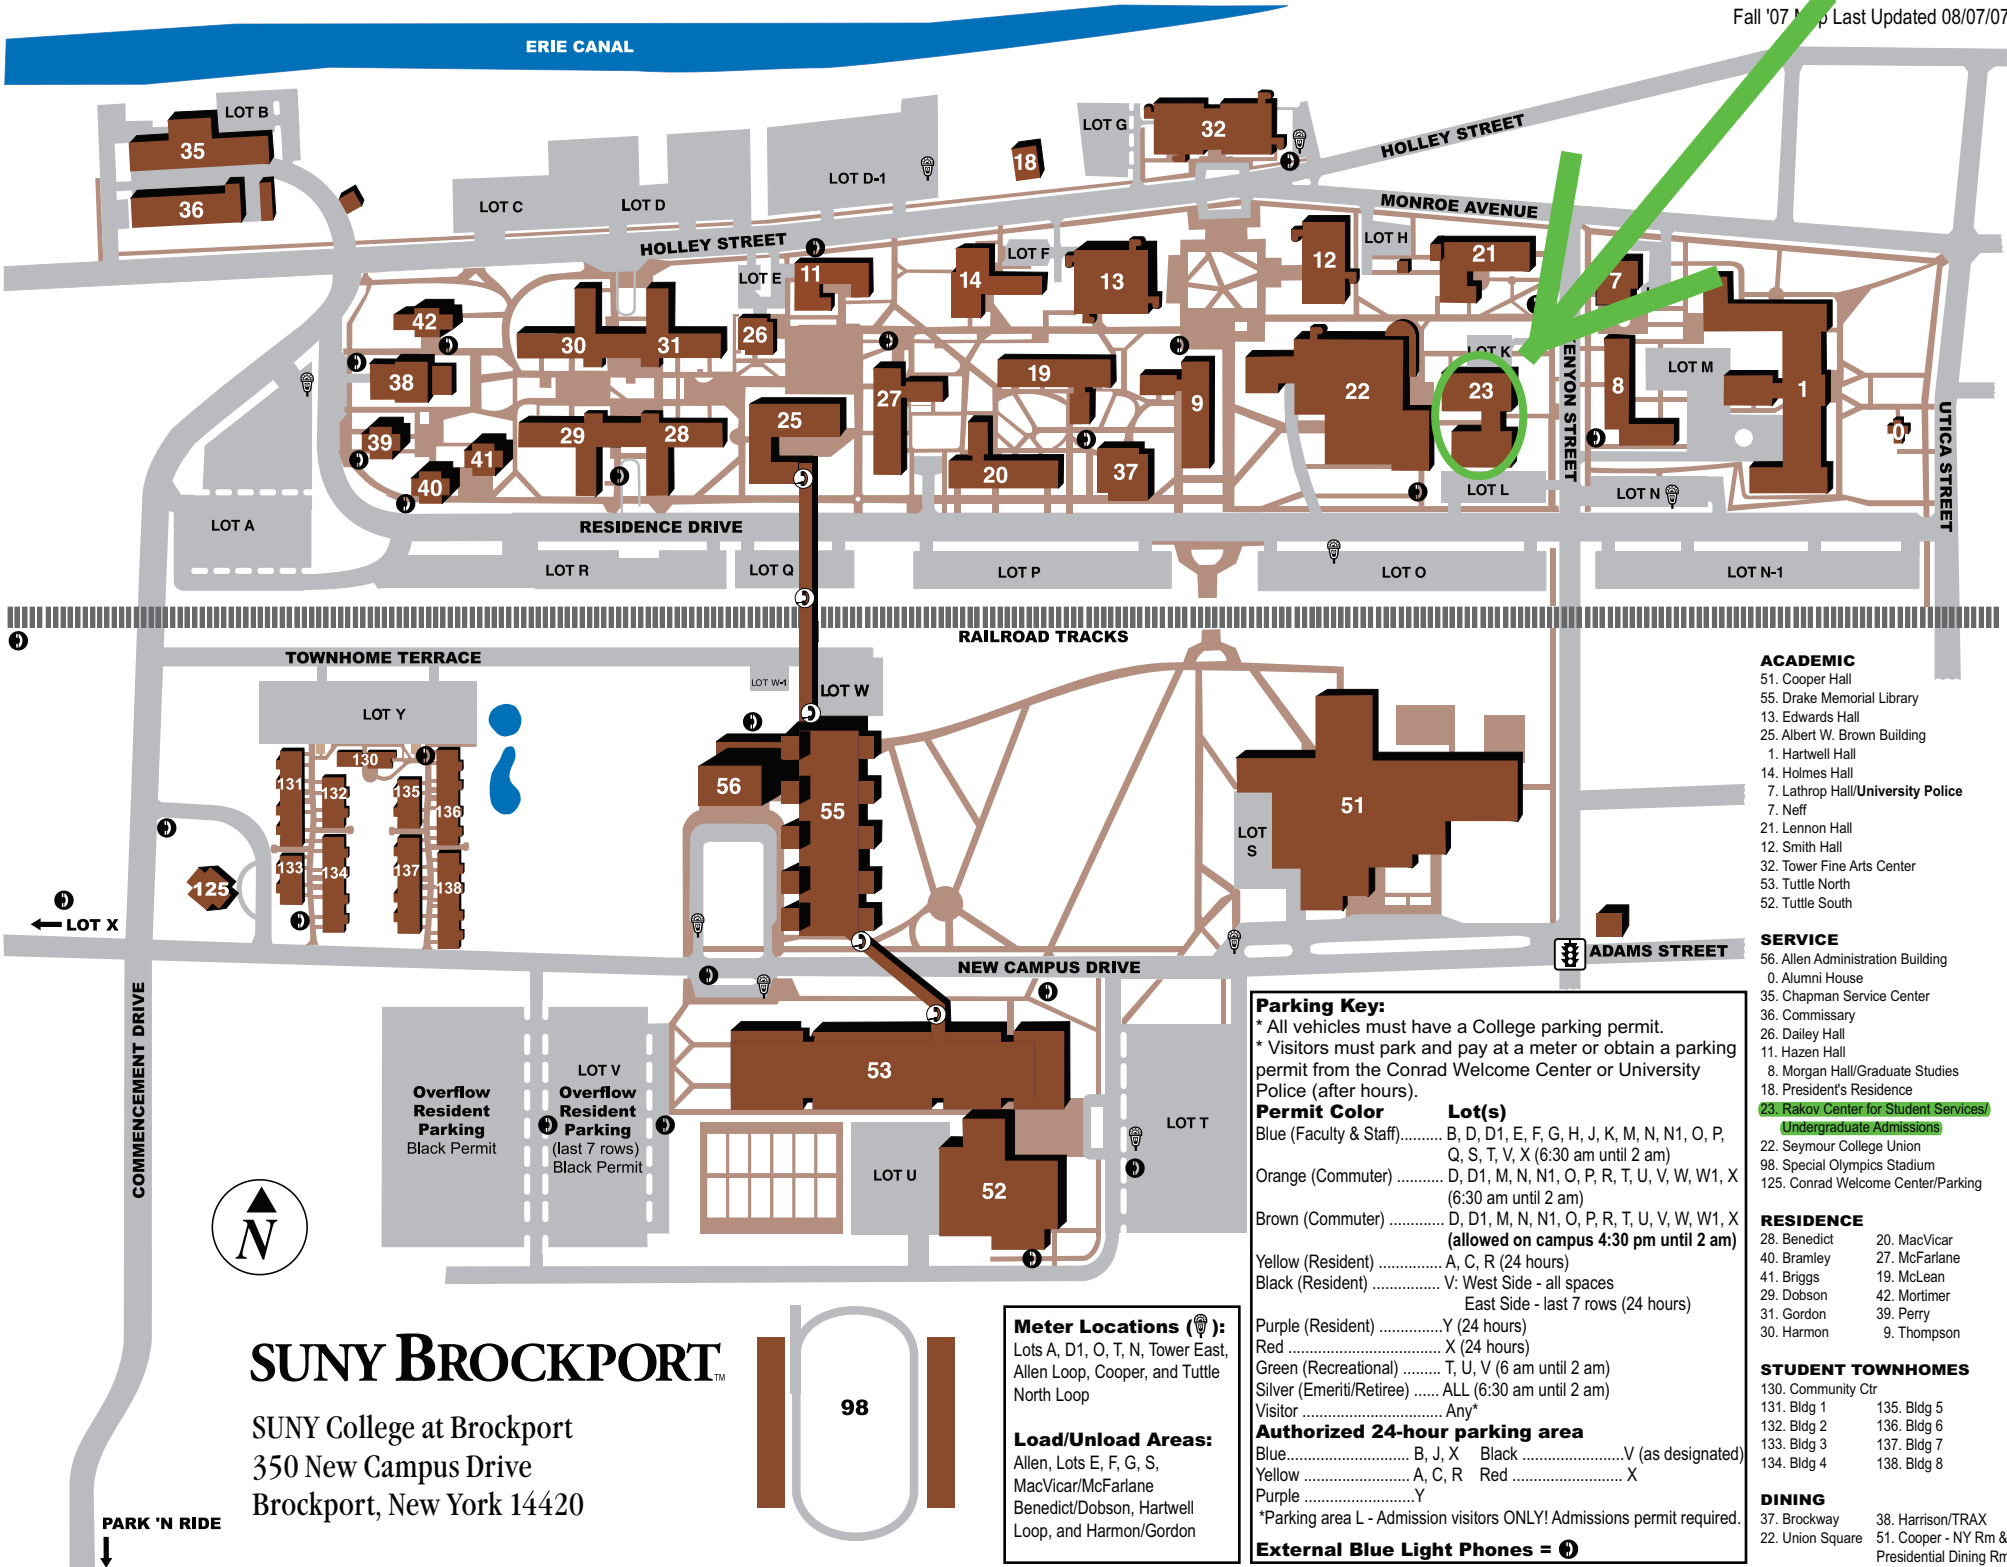 Fall '07 Last Updated 08/07/07
ERIE CANAL
LOT B
35
36
LOT C
LOT D
LOT D-1
18
LOT G
32
HOLLEY STREET
HOLLEY STREET
MONROE AVENUE
LOT E
11
14
LOT F
13
12
LOT H
21
7
42
30
31
26
38
19
27
9
22
LOT K
23
ENYON STREET
8
LOT M
1
0
UTICA STREET
39
41
40
29
28
25
20
37
LOT L
LOT N
LOT A
RESIDENCE DRIVE
LOT R
LOT Q
LOT P
LOT O
LOT N-1
RAILROAD TRACKS
TOWNHOME TERRACE
LOT W-1
LOT W
LOT Y
130
131
132
135
136
133
134
137
138
125
56
55
51
LOT
S
LOT X
NEW CAMPUS DRIVE
ADAMS STREET
COMMENCEMENT DRIVE
Overflow
Resident
Parking
Black Permit
LOT V
Overflow
Resident
Parking
(last 7 rows)
Black Permit
53
LOT T
LOT U
52
N
98
PARK 'N RIDE
SUNY BROCKPORT TM
SUNY College at Brockport
350 New Campus Drive
Brockport, New York 14420
Meter Locations ( ):
Lots A, D1, O, T, N, Tower East,
Allen Loop, Cooper, and Tuttle
North Loop
Load/Unload Areas:
Allen, Lots E, F, G, S,
MacVicar/McFarlane
Benedict/Dobson, Hartwell
Loop, and Harmon/Gordon
Parking Key:
* All vehicles must have a College parking permit.
* Visitors must park and pay at a meter or obtain a parking
permit from the Conrad Welcome Center or University
Police (after hours).
Permit Color Lot(s)
Blue (Faculty & Staff).......... B, D, D1, E, F, G, H, J, K, M, N, N1, O, P,
Q, S, T, V, X (6:30 am until 2 am)
Orange (Commuter) ........... D, D1, M, N, N1, O, P, R, T, U, V, W, W1, X
(6:30 am until 2 am)
Brown (Commuter) ............. D, D1, M, N, N1, O, P, R, T, U, V, W, W1, X
(allowed on campus 4:30 pm until 2 am)
Yellow (Resident) ............... A, C, R (24 hours)
Black (Resident) ................ V: West Side - all spaces
East Side - last 7 rows (24 hours)
Purple (Resident) ...............Y (24 hours)
Red .................................... X (24 hours)
Green (Recreational) ......... T, U, V (6 am until 2 am)
Silver (Emeriti/Retiree) ...... ALL (6:30 am until 2 am)
Visitor ................................. Any*
Authorized 24-hour parking area
Blue............................. B, J, X Black ........................V (as designated)
Yellow ......................... A, C, R Red .......................... X
Purple ..........................Y
*Parking area L - Admission visitors ONLY! Admissions permit required.
External Blue Light Phones =
ACADEMIC
51. Cooper Hall
55. Drake Memorial Library
13. Edwards Hall
25. Albert W. Brown Building
1. Hartwell Hall
14. Holmes Hall
7. Lathrop Hall/University Police
7. Neff
21. Lennon Hall
12. Smith Hall
32. Tower Fine Arts Center
53. Tuttle North
52. Tuttle South
SERVICE
56. Allen Administration Building
0. Alumni House
35. Chapman Service Center
36. Commissary
26. Dailey Hall
11. Hazen Hall
8. Morgan Hall/Graduate Studies
18. President's Residence
23. Rakov Center for Student Services/
Undergraduate Admissions
22. Seymour College Union
98. Special Olympics Stadium
125. Conrad Welcome Center/Parking
RESIDENCE
28. Benedict 20. MacVicar
40. Bramley 27. McFarlane
41. Briggs 19. McLean
29. Dobson 42. Mortimer
31. Gordon 39. Perry
30. Harmon 9. Thompson
STUDENT TOWNHOMES
130. Community Ctr
131. Bldg 1 135. Bldg 5
132. Bldg 2 136. Bldg 6
133. Bldg 3 137. Bldg 7
134. Bldg 4 138. Bldg 8
DINING
37. Brockway 38. Harrison/TRAX
22. Union Square 51. Cooper - NY Rm &
Presidential Dining Rm